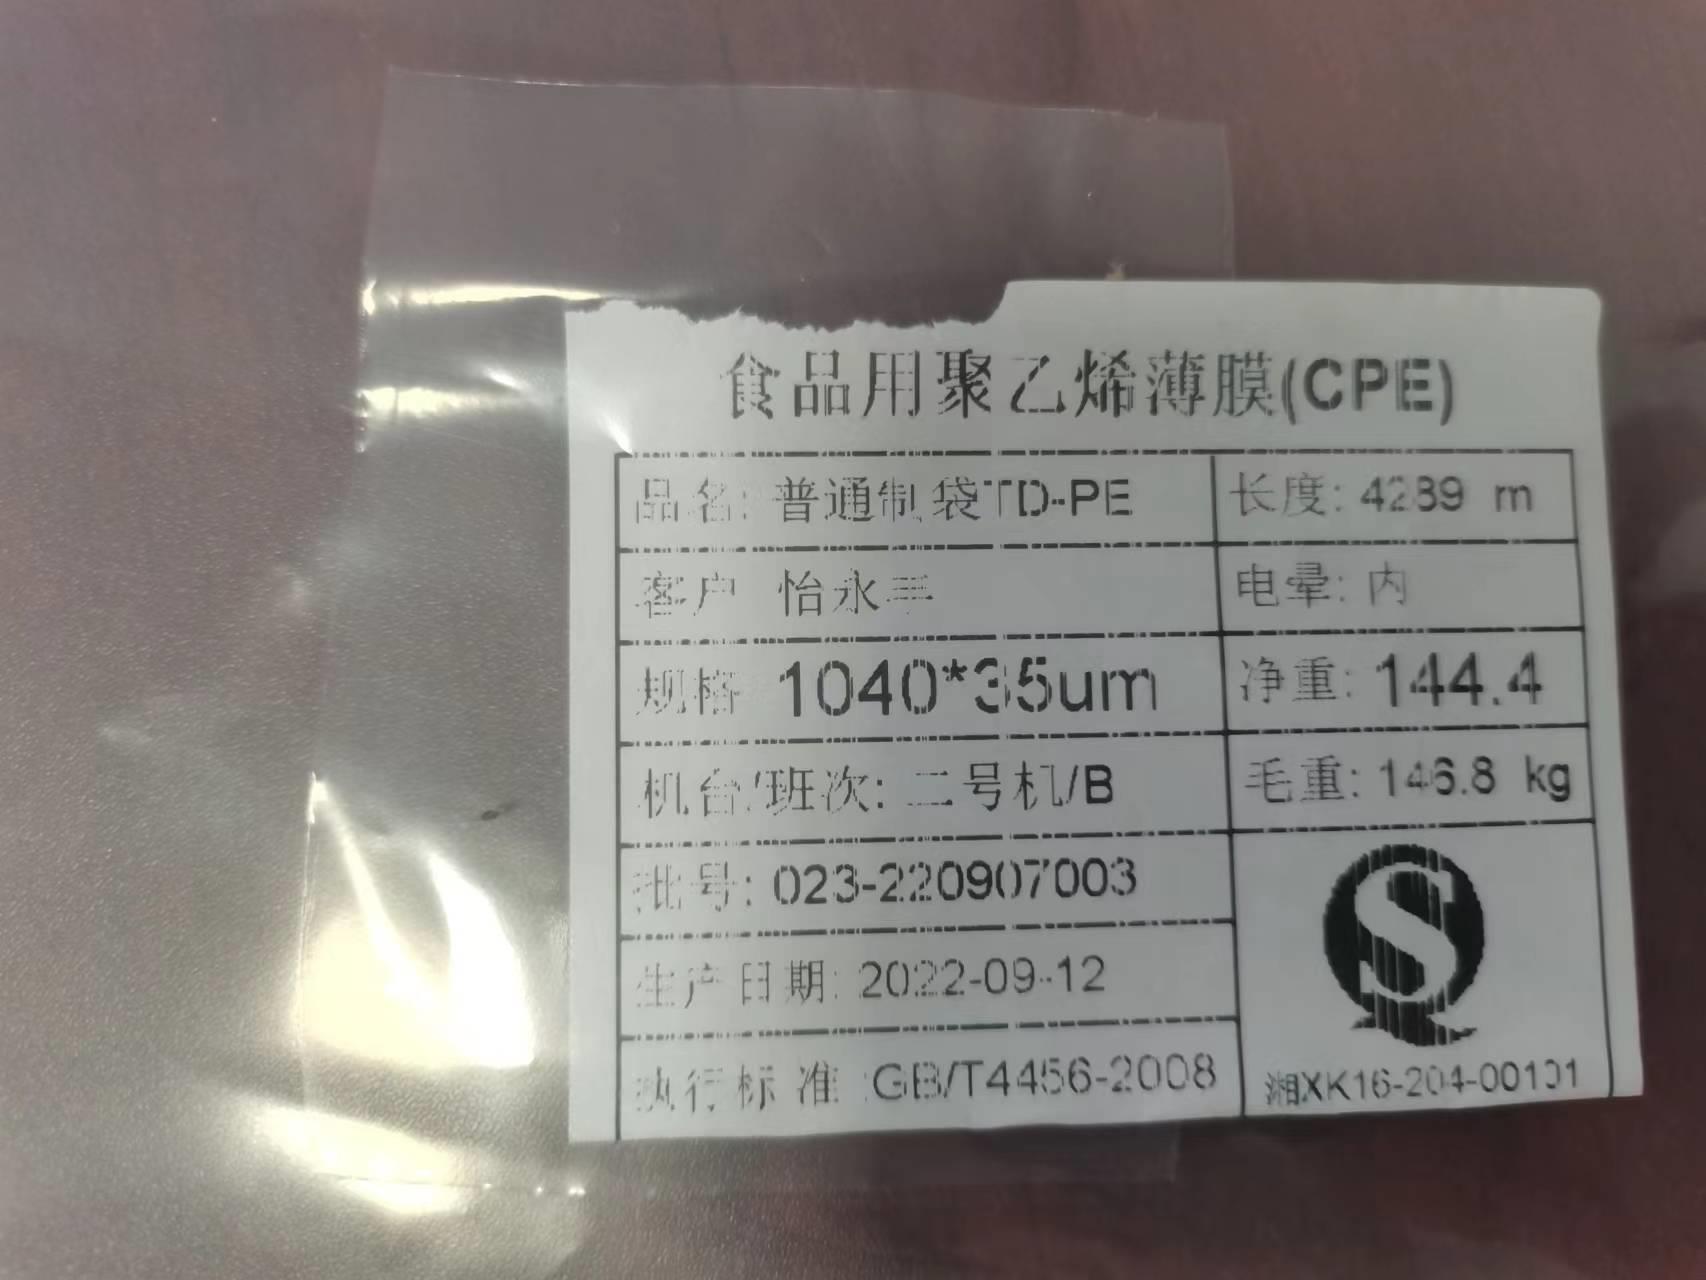 食品用聚乙烯薄膜(CPE)
品名: 普通制袋TD-PE
长度: 4289 m
客户 怡永丰
电晕: 内
规格 1040*35um
净重: 144.4
机台/班次: 二号机/B
毛重: 146.8 kg
批号: 023-220907003
生产日期: 2022-09-12
执行标准:GB/T4456-2008
S
湘XK16-204-00101